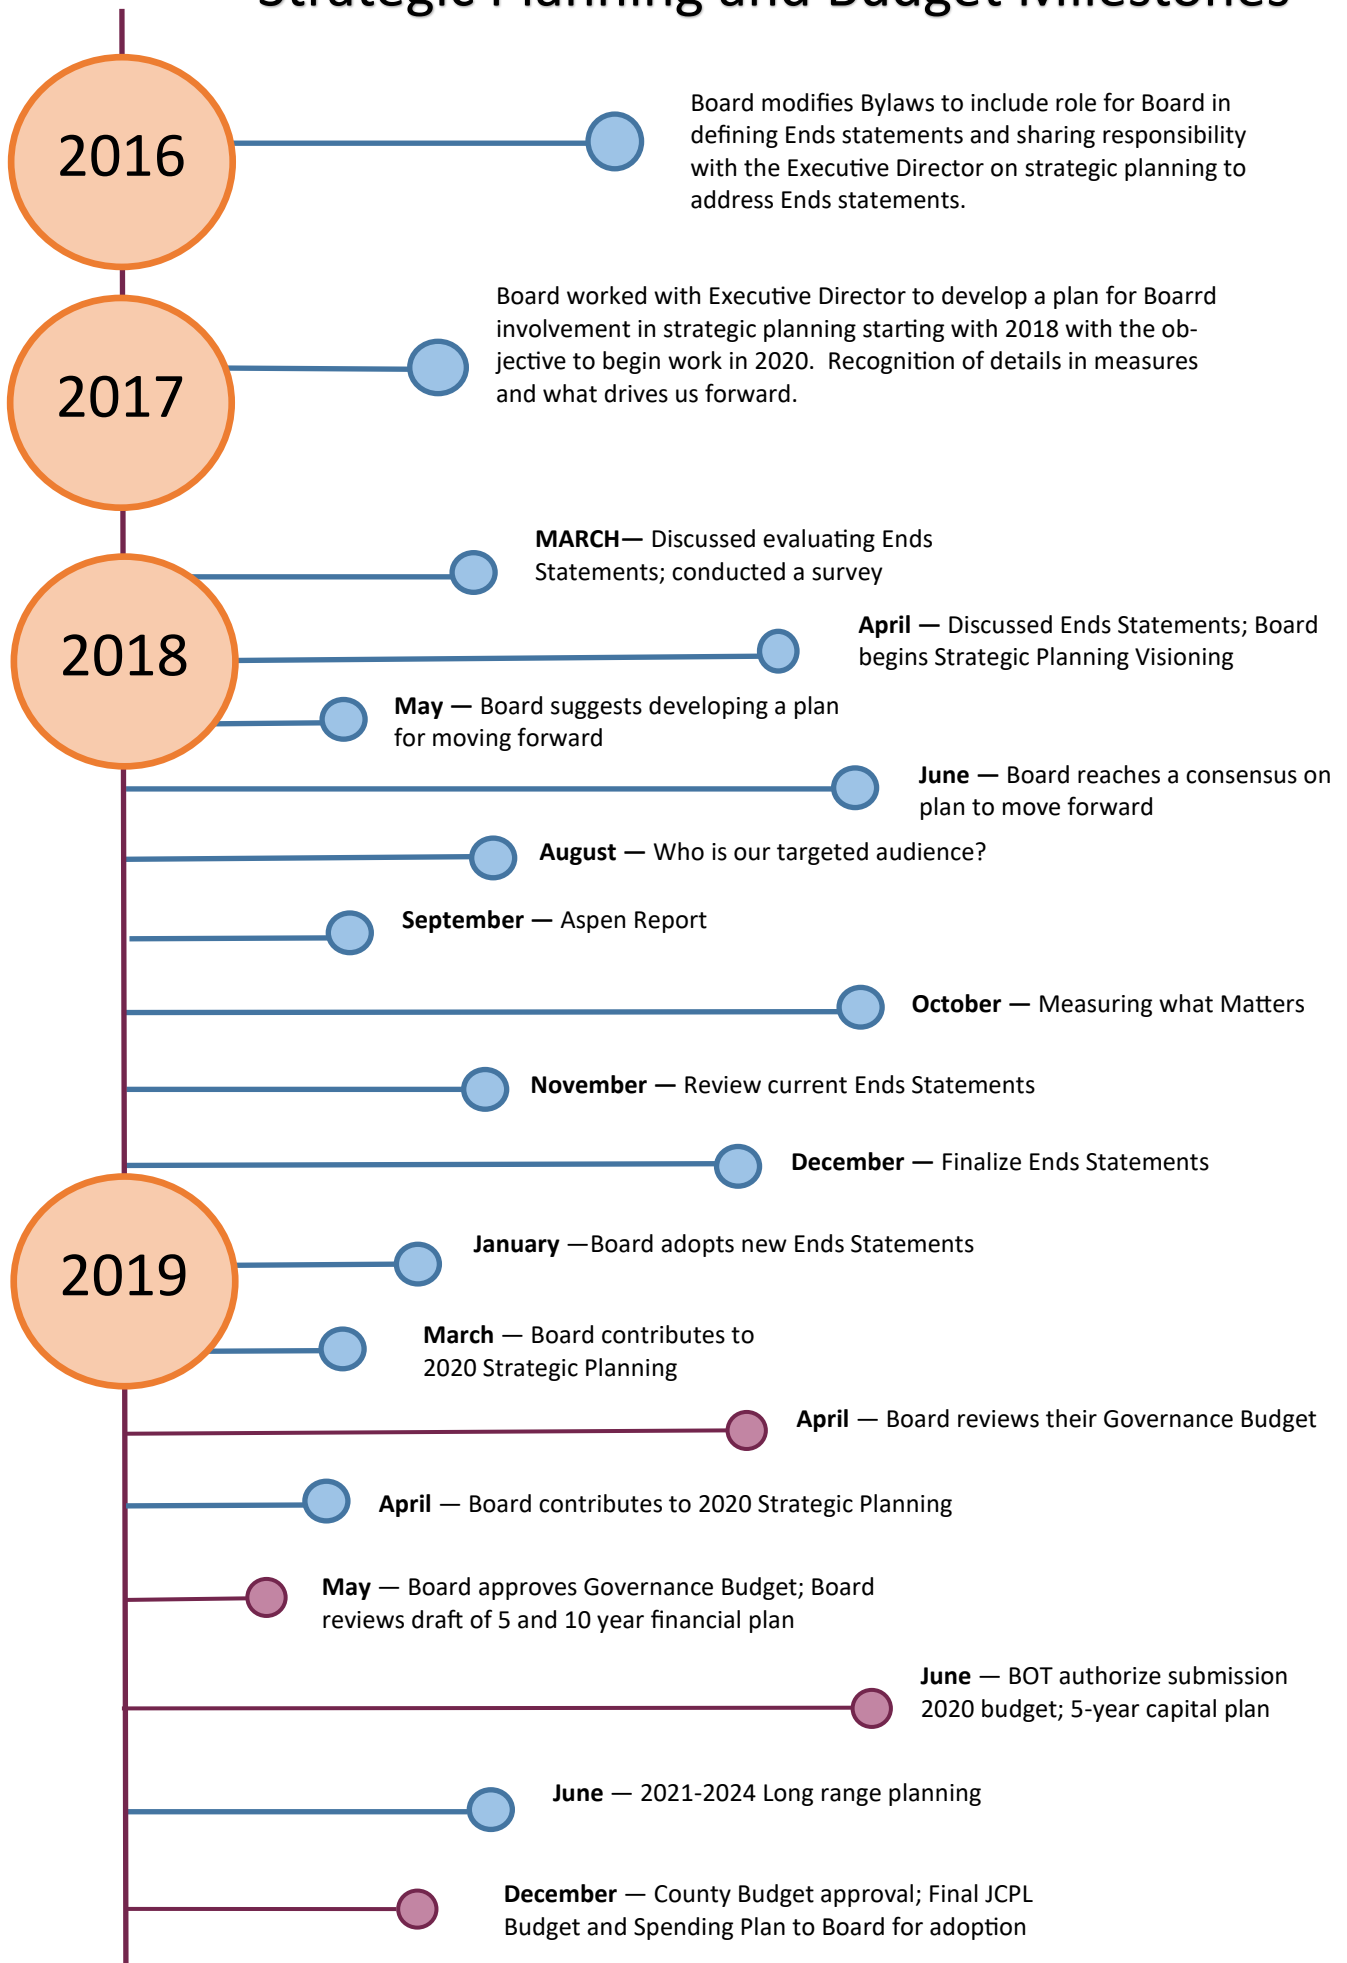 Strategic Planning and Budget Milestones
2016
Board modifies Bylaws to include role for Board in
defining Ends statements and sharing responsibility
with the Executive Director on strategic planning to
address Ends statements.
2017
Board worked with Executive Director to develop a plan for Boarrd
involvement in strategic planning starting with 2018 with the ob-
jective to begin work in 2020.  Recognition of details in measures
and what drives us forward.
2018
MARCH— Discussed evaluating Ends
Statements; conducted a survey
April — Discussed Ends Statements; Board
begins Strategic Planning Visioning
May — Board suggests developing a plan
for moving forward
June — Board reaches a consensus on
plan to move forward
August — Who is our targeted audience?
September — Aspen Report
October — Measuring what Matters
November — Review current Ends Statements
December — Finalize Ends Statements
2019
January —Board adopts new Ends Statements
March — Board contributes to
2020 Strategic Planning
April — Board reviews their Governance Budget
April — Board contributes to 2020 Strategic Planning
May — Board approves Governance Budget; Board
reviews draft of 5 and 10 year financial plan
June — BOT authorize submission
2020 budget; 5-year capital plan
June — 2021-2024 Long range planning
December — County Budget approval; Final JCPL
Budget and Spending Plan to Board for adoption